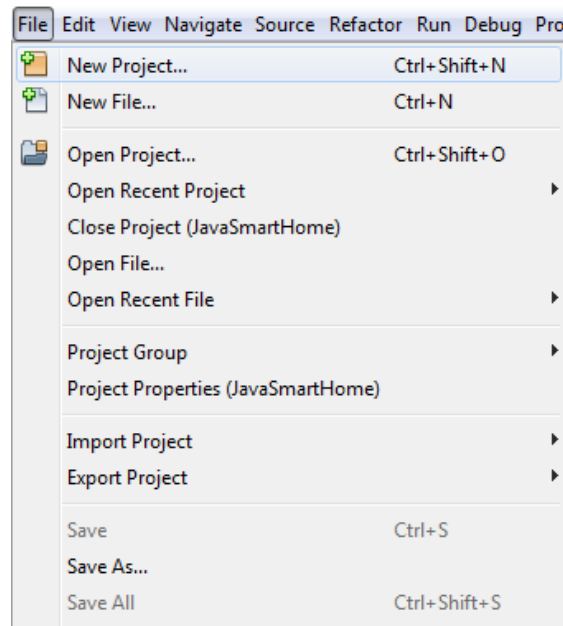 File Edit View Navigate Source Refactor Run Debug Pro
New Project... Ctrl+Shift+N
New File... Ctrl+N
Open Project... Ctrl+Shift+O
Open Recent Project
Close Project (JavaSmartHome)
Open File...
Open Recent File
Project Group
Project Properties (JavaSmartHome)
Import Project
Export Project
Save Ctrl+S
Save As...
Save All Ctrl+Shift+S